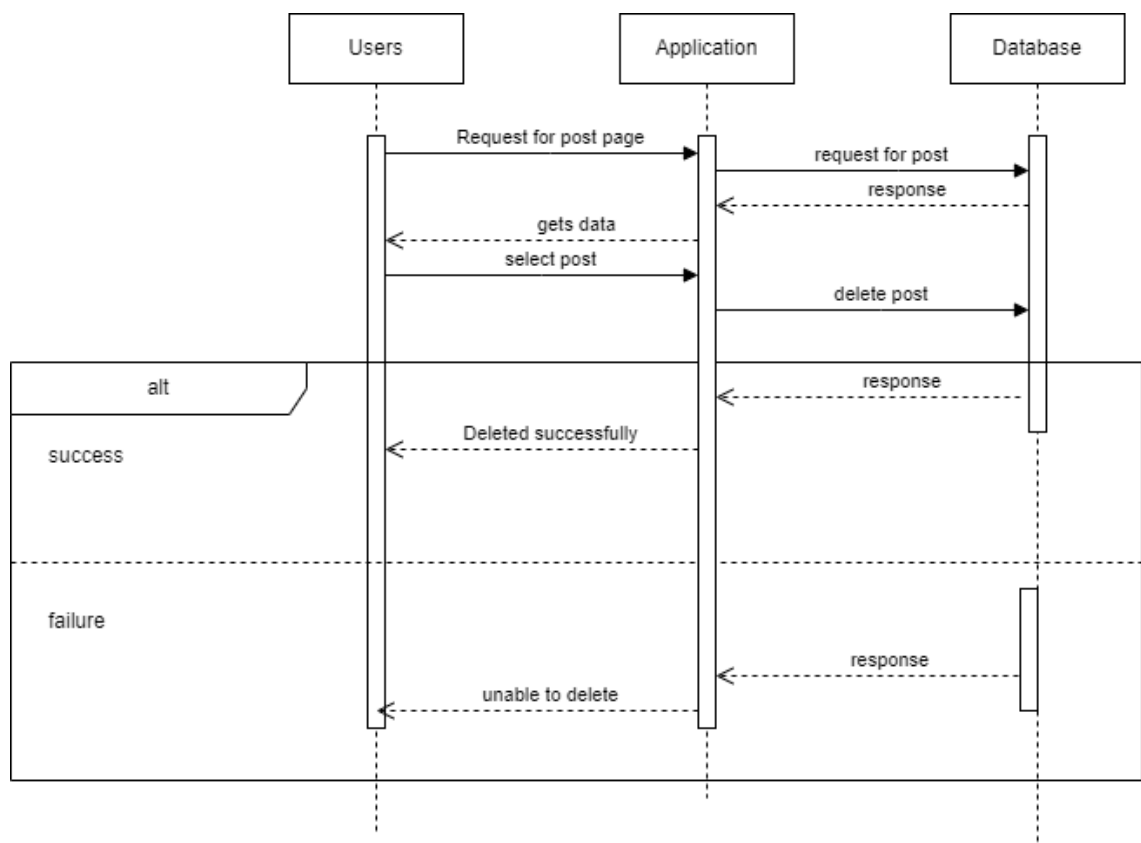 Users
Application
Database
Request for post page
request for post
response
gets data
select post
delete post
alt
response
Deleted successfully
success
failure
response
unable to delete